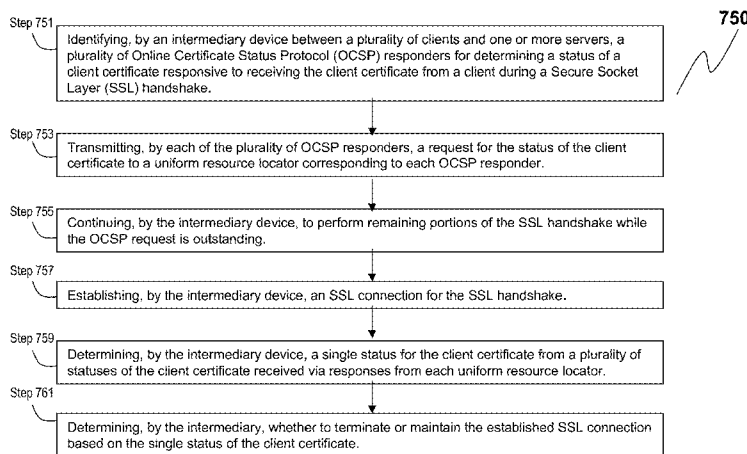 750
Step 751
Identifying, by an intermediary device between a plurality of clients and one or more servers, a
plurality of Online Certificate Status Protocol (OCSP) responders for determining a status of a
client certificate responsive to receiving the client certificate from a client during a Secure Socket
Layer (SSL) handshake.
Step 753
Transmitting, by each of the plurality of OCSP responders, a request for the status of the client
certificate to a uniform resource locator corresponding to each OCSP responder.
Step 755
Continuing, by the intermediary device, to perform remaining portions of the SSL handshake while
the OCSP request is outstanding.
Step 757
Establishing, by the intermediary device, an SSL connection for the SSL handshake.
Step 759
Determining, by the intermediary device, a single status for the client certificate from a plurality of
statuses of the client certificate received via responses from each uniform resource locator.
Step 761
Determining, by the intermediary, whether to terminate or maintain the established SSL connection
based on the single status of the client certificate.